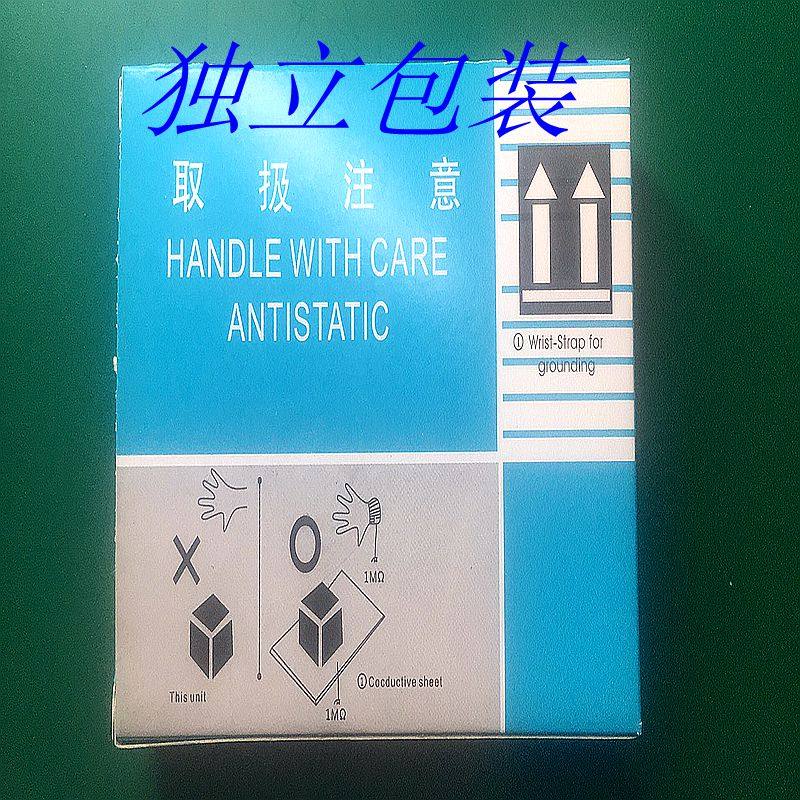 独立包装
取扱注意
HANDLE WITH CARE
ANTISTATIC
① Wrist-Strap for
grounding
X
O
1MΩ
This unit
① Cocductive sheet
1MΩ